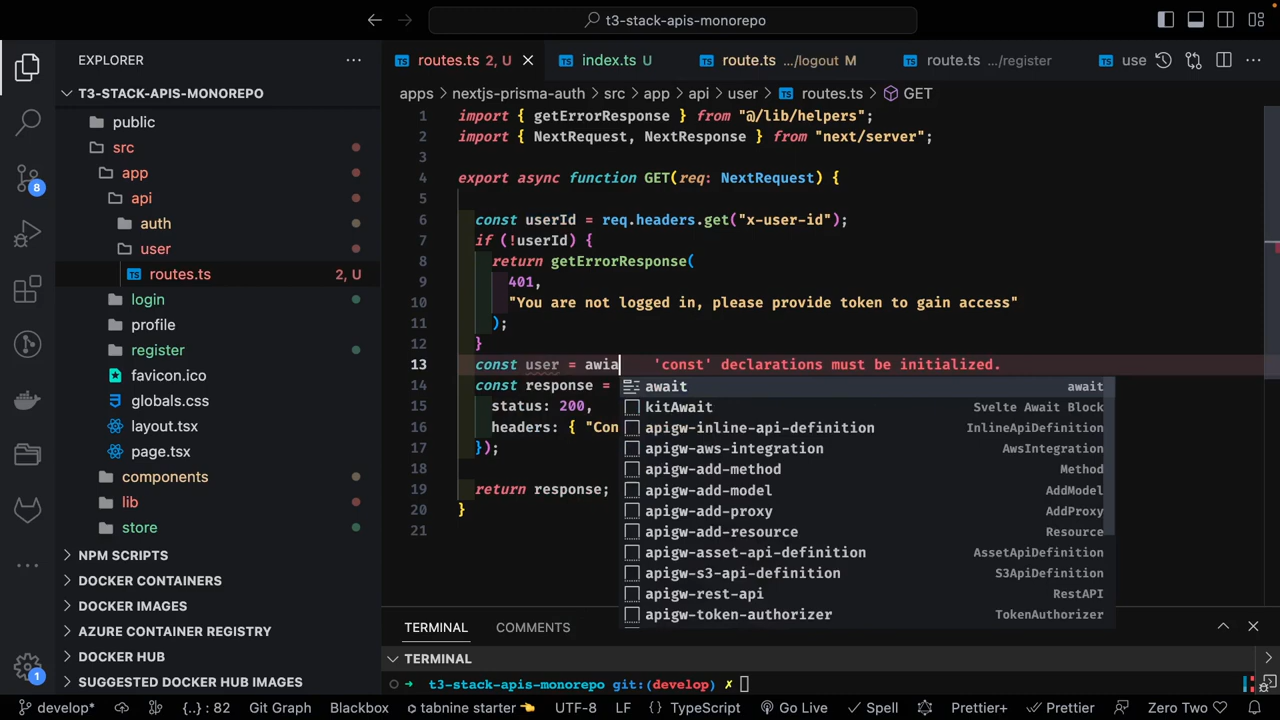 t3-stack-apis-monorepo
EXPLORER
T3-STACK-APIS-MONOREPO
public
src
app
api
auth
user
routes.ts 2, U
login
profile
register
favicon.ico
globals.css
layout.tsx
page.tsx
components
lib
store
NPM SCRIPTS
DOCKER CONTAINERS
DOCKER IMAGES
AZURE CONTAINER REGISTRY
DOCKER HUB
SUGGESTED DOCKER HUB IMAGES
8
1
TS routes.ts 2, U
TS index.ts U
TS route.ts .../logout M
TS route.ts .../register
TS use
apps > nextjs-prisma-auth > src > app > api > user > TS routes.ts > GET
1 import { getErrorResponse } from "@/lib/helpers";
2 import { NextRequest, NextResponse } from "next/server";
3
4 export async function GET(req: NextRequest) {
5
6 const userId = req.headers.get("x-user-id");
7 if (!userId) {
8 return getErrorResponse(
9 401,
10 "You are not logged in, please provide token to gain access"
11 );
12 }
13 const user = awia 'const' declarations must be initialized.
14 const response =
15 status: 200,
16 headers: { "Con
17 });
18
19 return response;
20 }
21
await await
kitAwait Svelte Await Block
apigw-inline-api-definition InlineApiDefinition
apigw-aws-integration AwsIntegration
apigw-add-method Method
apigw-add-model AddModel
apigw-add-proxy AddProxy
apigw-add-resource Resource
apigw-asset-api-definition AssetApiDefinition
apigw-s3-api-definition S3ApiDefinition
apigw-rest-api RestAPI
apigw-token-authorizer TokenAuthorizer
TERMINAL COMMENTS
TERMINAL
→ t3-stack-apis-monorepo git:(develop) ✗
develop* {..} : 82 Git Graph Blackbox tabnine starter 👈 UTF-8 LF {} TypeScript Go Live Spell Prettier+ Prettier Zero Two